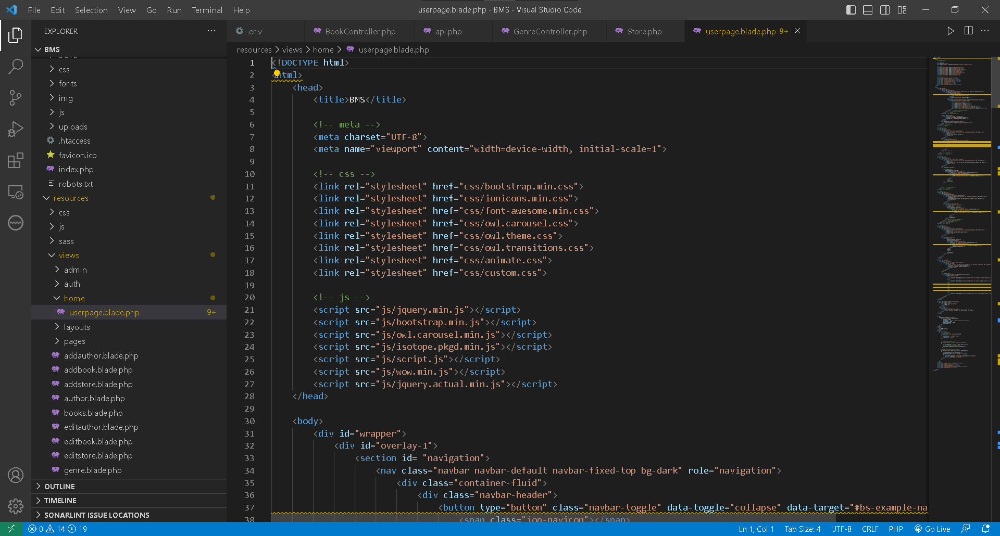 File Edit Selection View Go Run Terminal Help
userpage.blade.php - BMS - Visual Studio Code
EXPLORER
BMS
css
fonts
img
js
uploads
.htaccess
favicon.ico
index.php
robots.txt
resources
css
js
sass
views
admin
auth
home
userpage.blade.php 9+
layouts
pages
addauthor.blade.php
addbook.blade.php
addstore.blade.php
author.blade.php
books.blade.php
editauthor.blade.php
editbook.blade.php
editstore.blade.php
genre.blade.php
OUTLINE
TIMELINE
SONARLINT ISSUE LOCATIONS
.env BookController.php api.php GenreController.php Store.php userpage.blade.php 9+
resources > views > home > userpage.blade.php
1 <!DOCTYPE html>
2 <html>
3 <head>
4 <title>BMS</title>
5
6 <!-- meta -->
7 <meta charset="UTF-8">
8 <meta name="viewport" content="width=device-width, initial-scale=1">
9
10 <!-- css -->
11 <link rel="stylesheet" href="css/bootstrap.min.css">
12 <link rel="stylesheet" href="css/ionicons.min.css">
13 <link rel="stylesheet" href="css/font-awesome.min.css">
14 <link rel="stylesheet" href="css/owl.carousel.css">
15 <link rel="stylesheet" href="css/owl.theme.css">
16 <link rel="stylesheet" href="css/owl.transitions.css">
17 <link rel="stylesheet" href="css/animate.css">
18 <link rel="stylesheet" href="css/custom.css">
19
20 <!-- js -->
21 <script src="js/jquery.min.js"></script>
22 <script src="js/bootstrap.min.js"></script>
23 <script src="js/owl.carousel.min.js"></script>
24 <script src="js/isotope.pkgd.min.js"></script>
25 <script src="js/script.js"></script>
26 <script src="js/wow.min.js"></script>
27 <script src="js/jquery.actual.min.js"></script>
28 </head>
29
30 <body>
31 <div id="wrapper">
32 <div id="overlay-1">
33 <section id= "navigation">
34 <nav class="navbar navbar-default navbar-fixed-top bg-dark" role="navigation">
35 <div class="container-fluid">
36 <div class="navbar-header">
37 <button type="button" class="navbar-toggle" data-toggle="collapse" data-target="#bs-example-na
38 <span class="ion-navicon"></span>
0 14 19
Ln 1, Col 1 Tab Size: 4 UTF-8 CRLF PHP Go Live